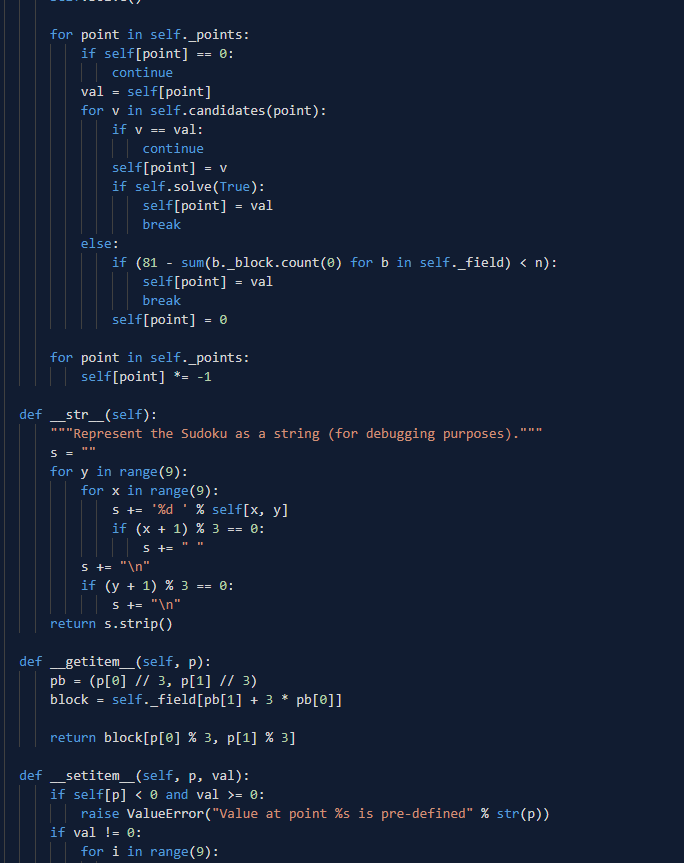 for point in self._points:
if self[point] == 0:
continue
val = self[point]
for v in self.candidates(point):
if v == val:
continue
self[point] = v
if self.solve(True):
self[point] = val
break
else:
if (81 - sum(b._block.count(0) for b in self._field) < n):
self[point] = val
break
self[point] = 0
for point in self._points:
self[point] *= -1
def __str__(self):
"""Represent the Sudoku as a string (for debugging purposes)."""
s = ""
for y in range(9):
for x in range(9):
s += '%d ' % self[x, y]
if (x + 1) % 3 == 0:
s += " "
s += "\n"
if (y + 1) % 3 == 0:
s += "\n"
return s.strip()
def __getitem__(self, p):
pb = (p[0] // 3, p[1] // 3)
block = self._field[pb[1] + 3 * pb[0]]
return block[p[0] % 3, p[1] % 3]
def __setitem__(self, p, val):
if self[p] < 0 and val >= 0:
raise ValueError("Value at point %s is pre-defined" % str(p))
if val != 0:
for i in range(9):